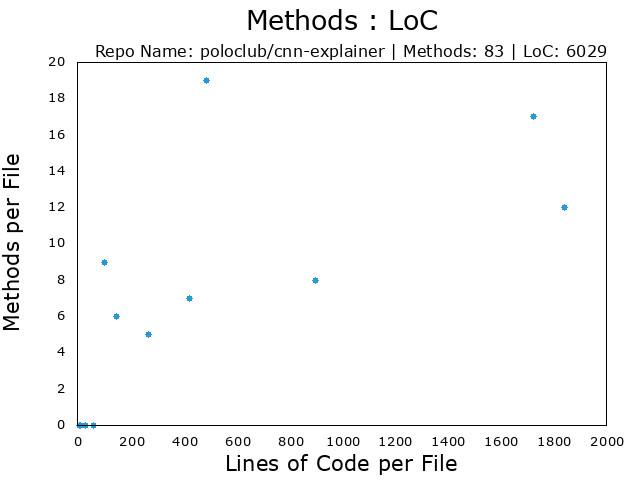 Methods : LoC
Repo Name: poloclub/cnn-explainer | Methods: 83 | LoC: 6029
20
18
16
14
12
10
8
6
4
2
0
Methods per File
0 200 400 600 800 1000 1200 1400 1600 1800 2000
Lines of Code per File